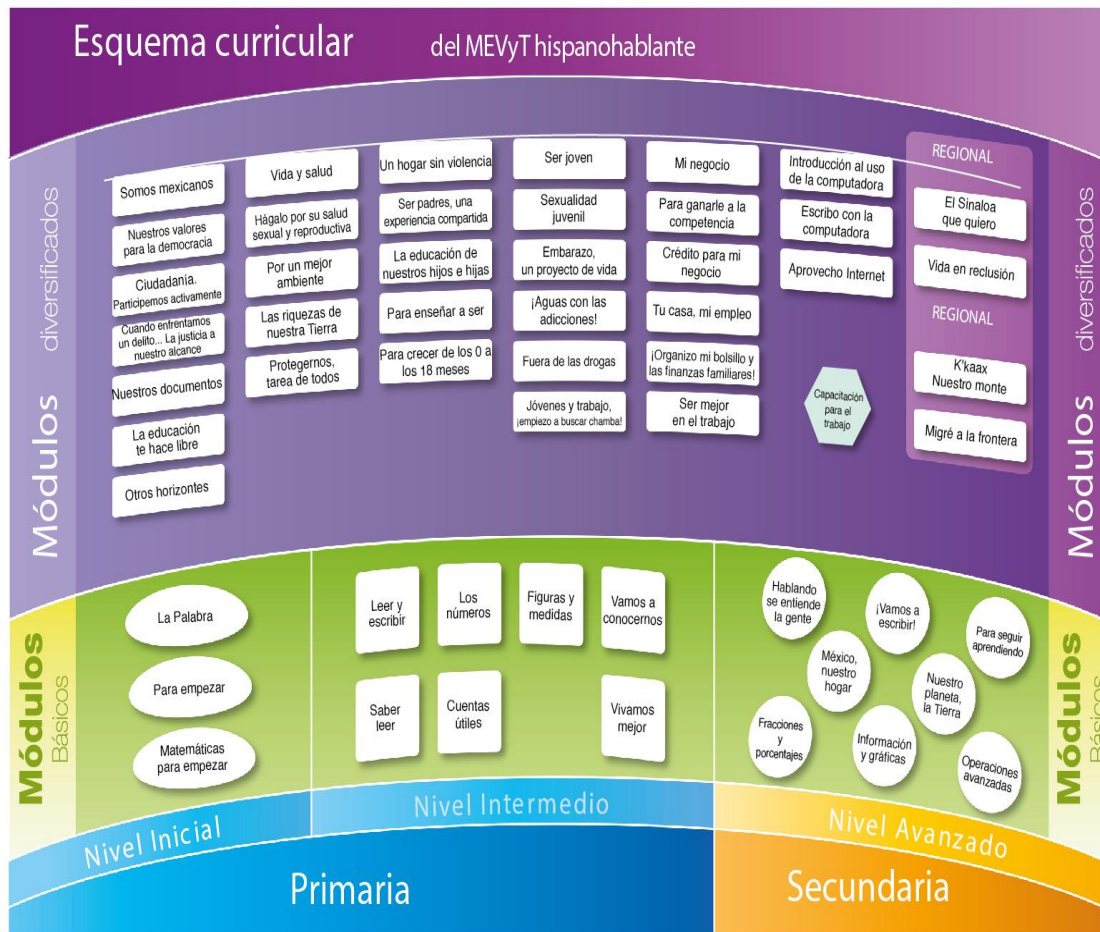 Esquema curricular del MEVyT hispanohablante
Módulos diversificados
Somos mexicanos
Nuestros valores
para la democracia
Ciudadanía.
Participemos activamente
Cuando enfrentamos
un delito... La justicia a
nuestro alcance
Nuestros documentos
La educación
te hace libre
Otros horizontes
Vida y salud
Hágalo por su salud
sexual y reproductiva
Por un mejor
ambiente
Las riquezas de
nuestra Tierra
Protegernos,
tarea de todos
Un hogar sin violencia
Ser padres, una
experiencia compartida
La educación de
nuestros hijos e hijas
Para enseñar a ser
Para crecer de los 0 a
los 18 meses
Ser joven
Sexualidad
juvenil
Embarazo,
un proyecto de vida
¡Aguas con las
adicciones!
Fuera de las drogas
Jóvenes y trabajo,
¡empiezo a buscar chamba!
Mi negocio
Para ganarle a la
competencia
Crédito para mi
negocio
Tu casa, mi empleo
¡Organizo mi bolsillo y
las finanzas familiares!
Ser mejor
en el trabajo
Introducción al uso
de la computadora
Escribo con la
computadora
Aprovecho Internet
Capacitación
para el
trabajo
REGIONAL
El Sinaloa
que quiero
Vida en reclusión
REGIONAL
K'kaax
Nuestro monte
Migré a la frontera
Módulos diversificados
Módulos
Básicos
La Palabra
Para empezar
Matemáticas
para empezar
Leer y
escribir
Los
números
Figuras y
medidas
Vamos a
conocernos
Saber
leer
Cuentas
útiles
Vivamos
mejor
Hablando
se entiende
la gente
¡Vamos a
escribir!
Para seguir
aprendiendo
México,
nuestro
hogar
Nuestro
planeta,
la Tierra
Fracciones
y
porcentajes
Información
y gráficas
Operaciones
avanzadas
Módulos
Básicos
Nivel Inicial
Nivel Intermedio
Nivel Avanzado
Primaria
Secundaria